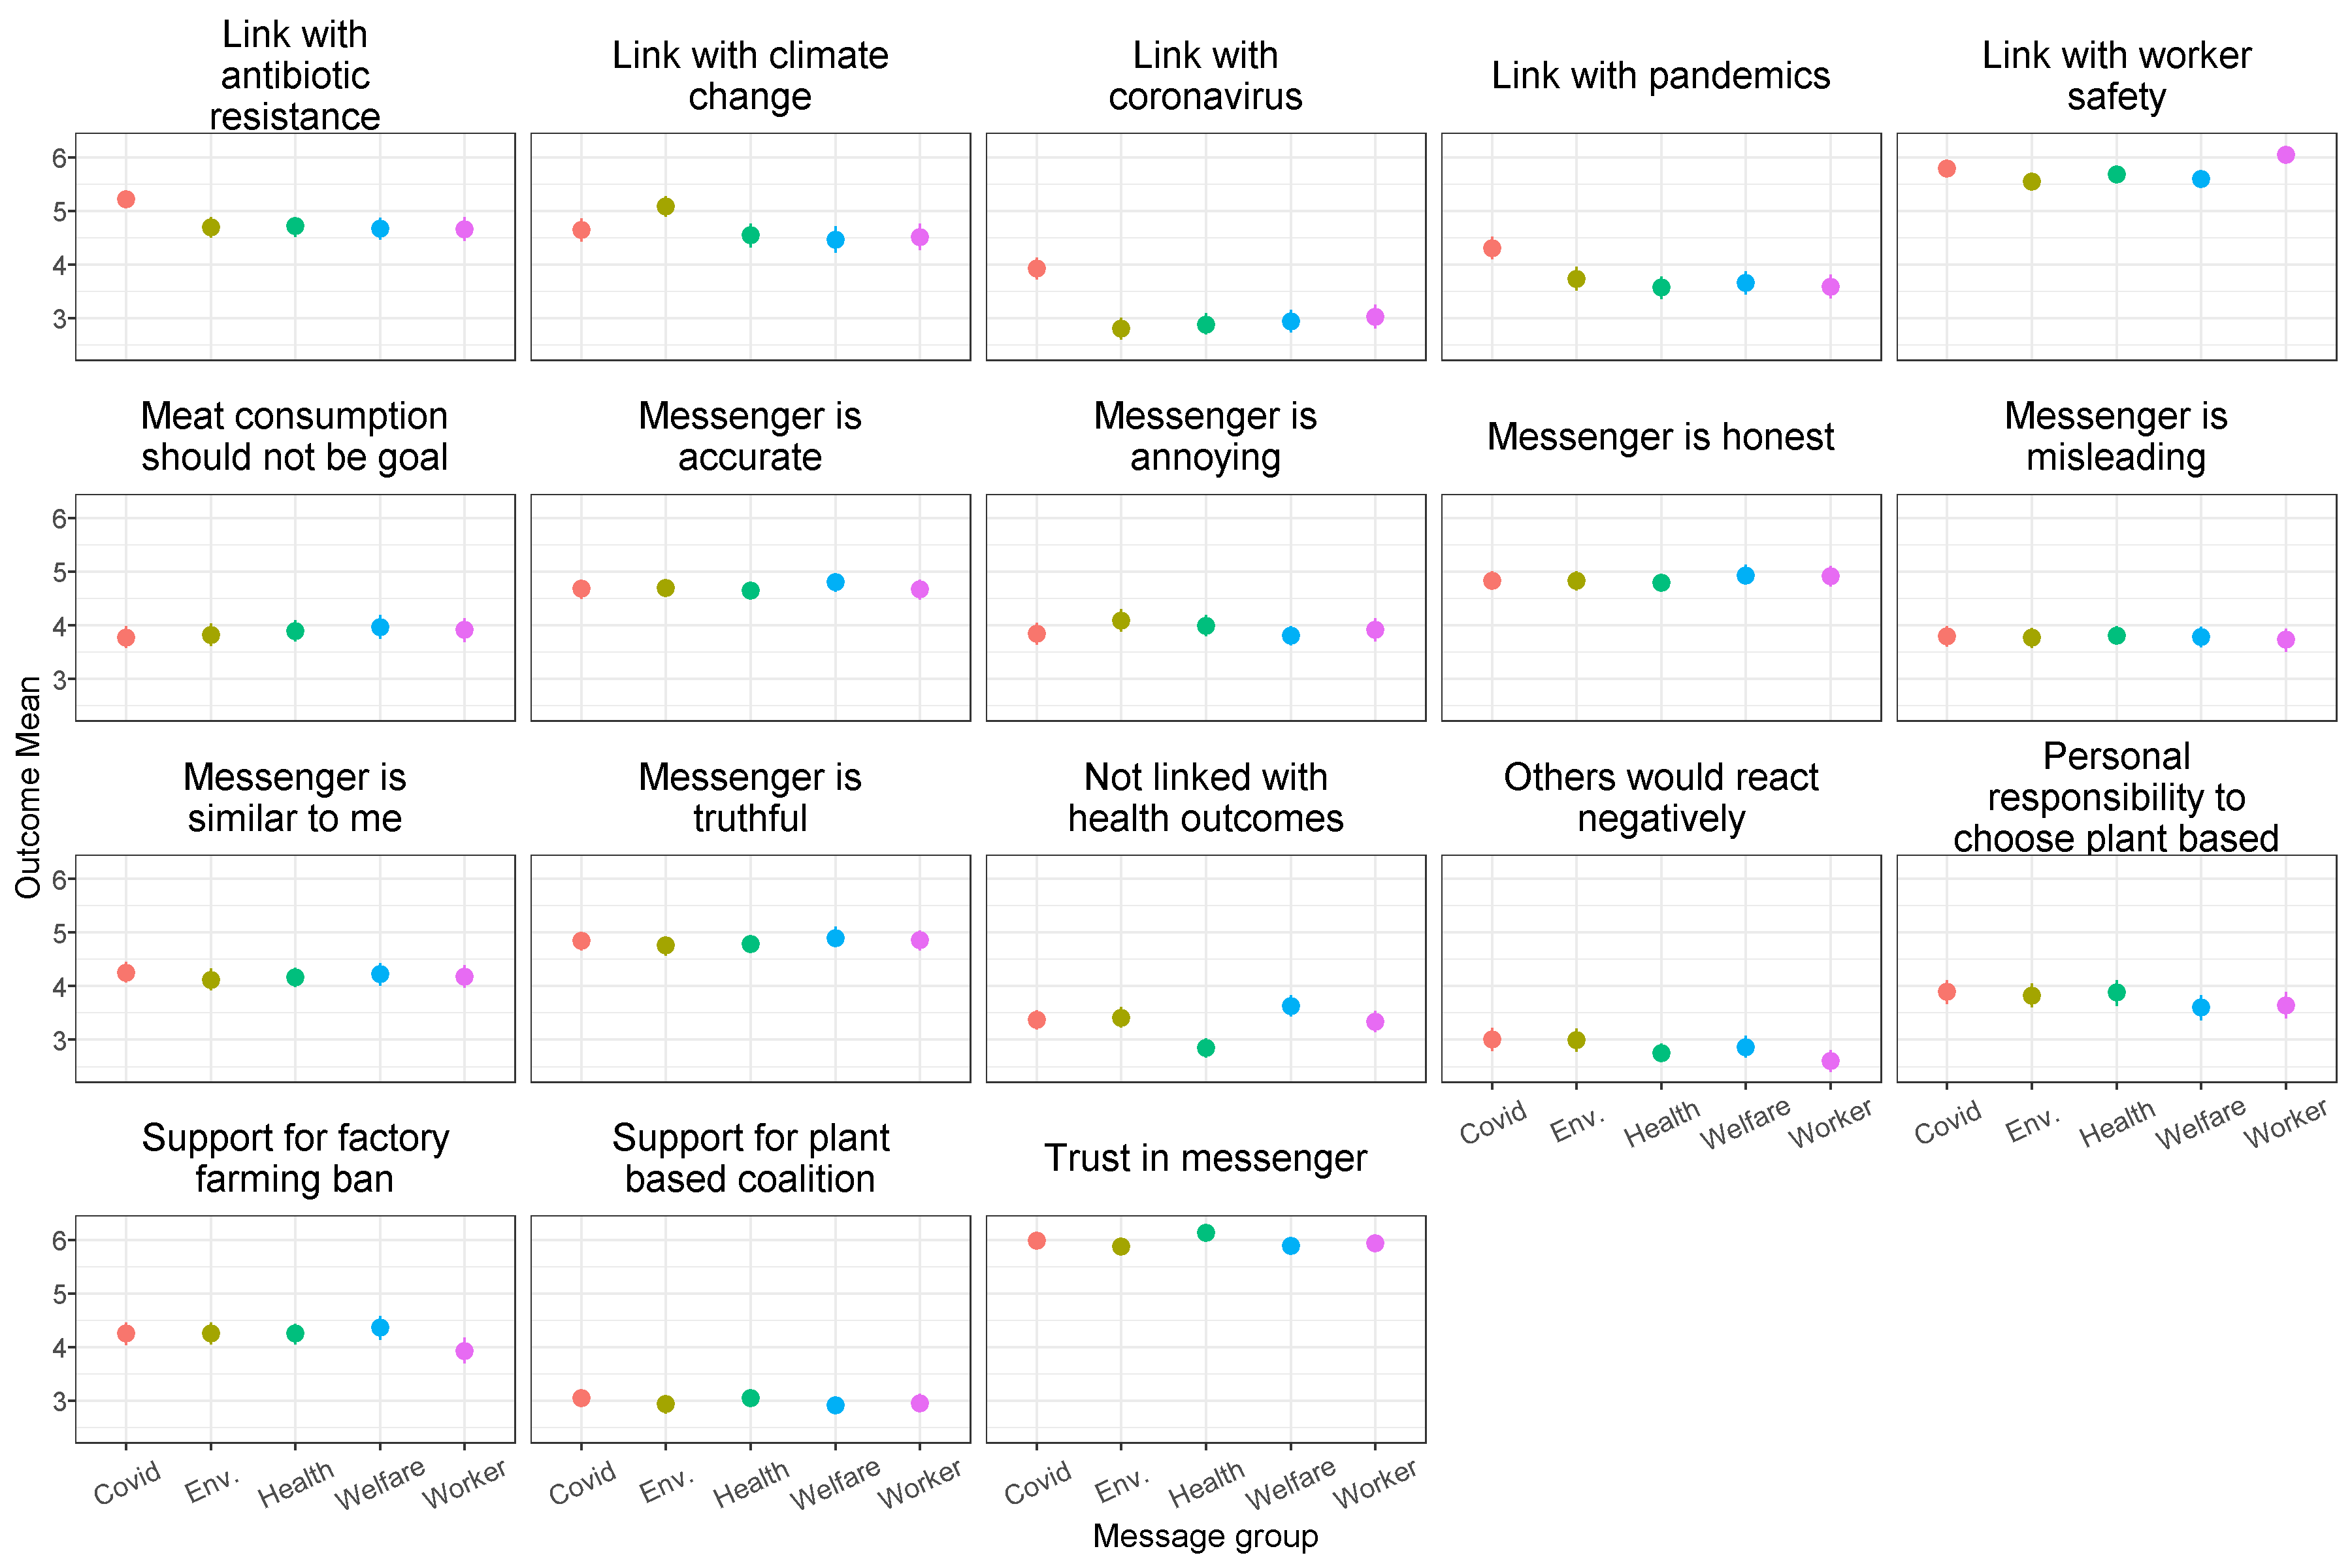 Link with
antibiotic
resistance
Link with climate
change
Link with
coronavirus
Link with pandemics
Link with worker
safety
6
5
4
3
Meat consumption
should not be goal
Messenger is
accurate
Messenger is
annoying
Messenger is honest
Messenger is
misleading
6
5
4
3
Outcome Mean
Messenger is
similar to me
Messenger is
truthful
Not linked with
health outcomes
Others would react
negatively
Personal
responsibility to
choose plant based
6
5
4
3
Covid Env. Health Welfare Worker
Covid Env. Health Welfare Worker
Support for factory
farming ban
Support for plant
based coalition
Trust in messenger
6
5
4
3
Covid Env. Health Welfare Worker
Covid Env. Health Welfare Worker
Covid Env. Health Welfare Worker
Message group